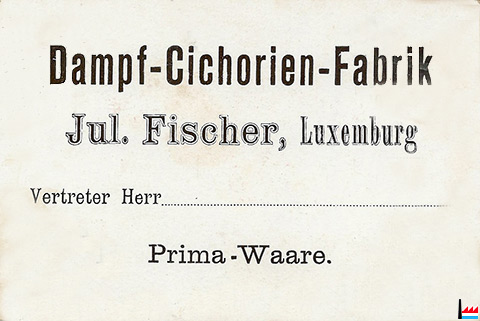 Dampf-Cichorien-Fabrik
Jul. Fischer, Luxemburg
Vertreter Herr
Prima-Waare.